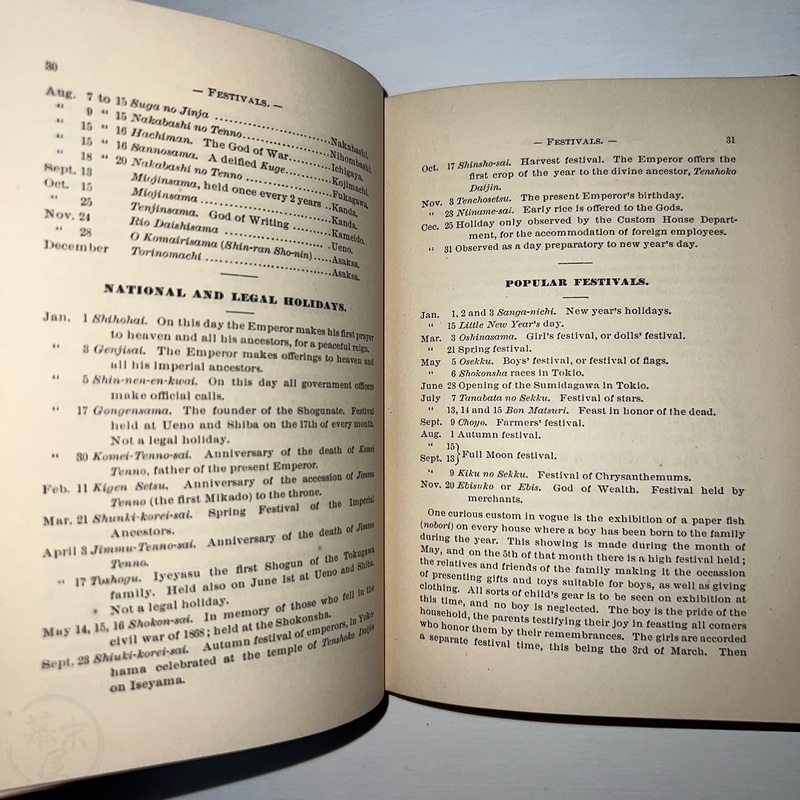 30
— FESTIVALS. —
Aug. 7 to 15 Suga no Jinja ........................Nakabashi.
“ 9 “ 15 Nakabashi no Tenno................Nihombashi.
“ 15 “ 16 Hachiman. The God of War........Ichigaya.
“ 15 “ 16 Sannosama. A deified Kuge.......Kojimachi.
“ 18 “ 20 Nakabashi no Tenno ................Fukagawa.
Sept. 13 Miojinsama, held once every 2 years ..Kanda.
Oct. 15 Miojinsama ..............................Kanda.
“ 25 Tenjinsama. God of Writing ........Kameido.
Nov. 24 Rio Daishisama ........................Ueno.
“ 28 O Komairisama (Shin-ran Sho-nin).....Asaksa.
December Torinomachi ..........................Asaksa.
NATIONAL AND LEGAL HOLIDAYS.
Jan. 1 Shihohai. On this day the Emperor makes his first prayer
to heaven and all his ancestors, for a peaceful reign.
“ 3 Genjisai. The Emperor makes offerings to heaven and
all his imperial ancestors.
“ 5 Shin-nen-en-kwai. On this day all government officers
make official calls.
“ 17 Gongensama. The founder of the Shogunate. Festival
held at Ueno and Shiba on the 17th of every month.
Not a legal holiday.
“ 30 Komei-Tenno-sai. Anniversary of the death of Komei
Tenno, father of the present Emperor.
Feb. 11 Kigen Setsu. Anniversary of the accession of Jimmu
Tenno (the first Mikado) to the throne.
Mar. 21 Shunki-korei-sai. Spring Festival of the Imperial
Ancestors.
April 3 Jimmu-Tenno-sai. Anniversary of the death of Jimmu
Tenno.
“ 17 Toshogu. Iyeyasu the first Shogun of the Tokugawa
family. Held also on June 1st at Ueno and Shiba.
Not a legal holiday.
May 14, 15, 16 Shokon-sai. In memory of those who fell in the
civil war of 1868; held at the Shokonsha.
Sept. 23 Shiuki-korei-sai. Autumn festival of emperors, in Yoko-
hama celebrated at the temple of Tenshoko Daijin
on Iseyama.
— FESTIVALS. — 31
Oct. 17 Shinsho-sai. Harvest festival. The Emperor offers the
first crop of the year to the divine ancestor, Tenshoko
Daijin.
Nov. 3 Tenchosetsu. The present Emperor's birthday.
“ 23 Niiname-sai. Early rice is offered to the Gods.
Cec. 25 Holiday only observed by the Custom House Depart-
ment, for the accommodation of foreign employees.
“ 31 Observed as a day preparatory to new year's day.
POPULAR FESTIVALS.
Jan. 1, 2 and 3 Sanga-nichi. New year's holidays.
“ 15 Little New Year's day.
Mar. 3 Oshinasama. Girl's festival, or dolls' festival.
“ 21 Spring festival.
May 5 Osekku. Boys' festival, or festival of flags.
“ 6 Shokonsha races in Tokio.
June 28 Opening of the Sumidagawa in Tokio.
July 7 Tanabata no Sekku. Festival of stars.
“ 13, 14 and 15 Bon Matsuri. Feast in honor of the dead.
Sept. 9 Choyo. Farmers' festival.
Aug. 1 Autumn festival.
“ 15}
Sept. 13} Full Moon festival.
“ 9 Kiku no Sekku. Festival of Chrysanthemums.
Nov. 20 Ebisuko or Ebis. God of Wealth. Festival held by
merchants.
One curious custom in vogue is the exhibition of a paper fish
(nobori) on every house where a boy has been born to the family
during the year. This showing is made during the month of
May, and on the 5th of that month there is a high festival held;
the relatives and friends of the family making it the occassion
of presenting gifts and toys suitable for boys, as well as giving
clothing. All sorts of child's gear is to be seen on exhibition at
this time, and no boy is neglected. The boy is the pride of the
household, the parents testifying their joy in feasting all comers
who honor them by their remembrances. The girls are accorded
a separate festival time, this being the 3rd of March. Then
幕末屋